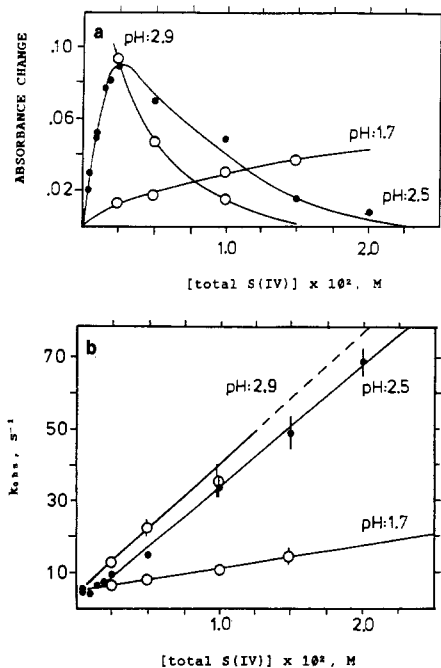 a
pH:2.9
.10
.06
.02
ABSORBANCE CHANGE
pH:1.7
pH:2.5
1.0
2.0
[total S(IV)] x 10², M
b
70
50
30
10
kobs, S⁻¹
pH:2.9
pH:2.5
pH:1.7
1.0
2.0
[total S(IV)] x 10², M